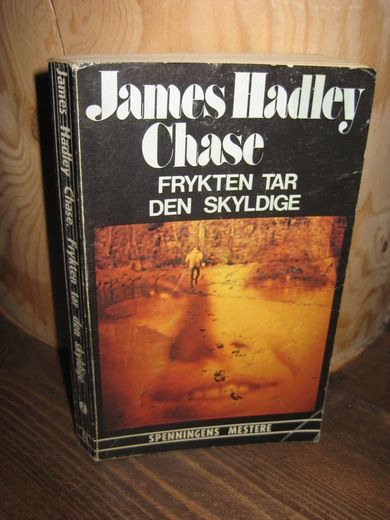 James Hadley
Chase
FRYKTEN TAR
DEN SKYLDIGE
SPENNINGENS MESTERE
James Hadley Chase. Frykten tar den skyldige